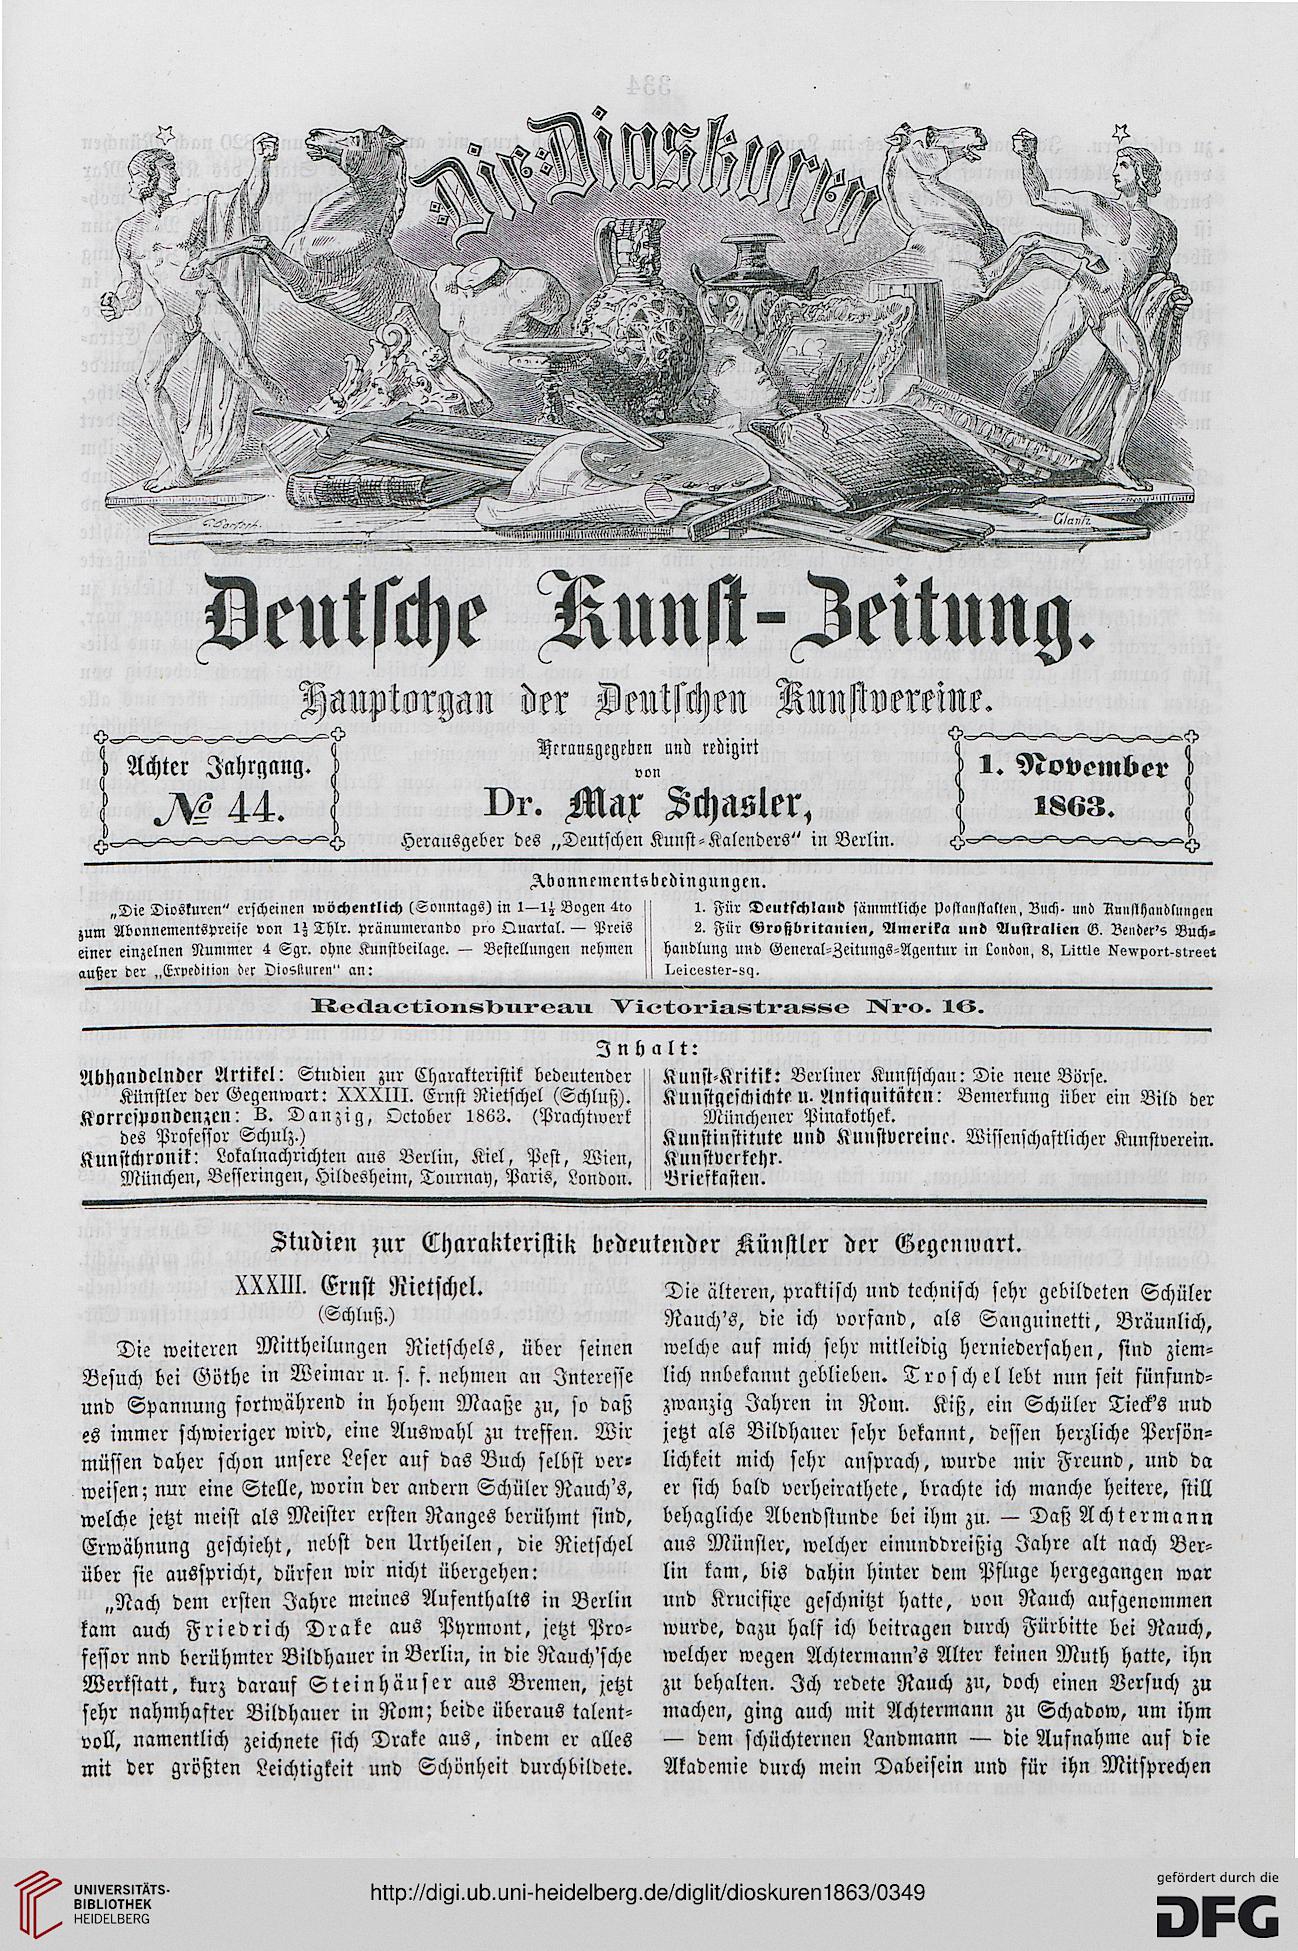 Die Dioskuren
Glantz
Deutsche Kunst-Zeitung.
Hauptorgan der Deutschen Kunstvereine.
Achter Jahrgang.
No 44.
Herausgegeben und redigirt
von
Dr. Max Schasler,
Herausgeber des „Deutschen Kunst-Kalenders“ in Berlin.
1. November
1863.
Abonnementsbedingungen.
„Die Dioskuren“ erscheinen wöchentlich (Sonntags) in 1—1½ Bogen 4to
zum Abonnementspreise von 1½ Thlr. pränumerando pro Quartal. — Preis
einer einzelnen Nummer 4 Sgr. ohne Kunstbeilage. — Bestellungen nehmen
außer der „Expedition der Dioskuren“ an:
1. Für Deutschland sämmtliche Postanstalten, Buch- und Kunsthandlungen
2. Für Großbritanien, Amerika und Australien E. Bender's Buch-
handlung und General-Zeitungs-Agentur in London, 8, Little Newport-street
Leicester-sq.
Redactionsbureau Victoriastrasse Nro. 16.
Inhalt:
Abhandelnder Artikel: Studien zur Charakteristik bedeutender
Künstler der Gegenwart: XXXIII. Ernst Rietschel (Schluß).
Korrespondenzen: B. Danzig, October 1863. (Prachtwerk
des Professor Schulz.)
Kunstchronik: Lokalnachrichten aus Berlin, Kiel, Pest, Wien,
München, Besseringen, Hildesheim, Tournay, Paris, London.
Kunst-Kritik: Berliner Kunstschau: Die neue Börse.
Kunstgeschichte u. Antiquitäten: Bemerkung über ein Bild der
Münchener Pinakothek.
Kunstinstitute und Kunstvereine. Wissenschaftlicher Kunstverein.
Kunstverkehr.
Briefkasten.
Studien zur Charakteristik bedeutender Künstler der Gegenwart.
XXXIII. Ernst Rietschel.
(Schluß.)
Die weiteren Mittheilungen Rietschels, über seinen
Besuch bei Göthe in Weimar u. s. f. nehmen an Interesse
und Spannung fortwährend in hohem Maaße zu, so daß
es immer schwieriger wird, eine Auswahl zu treffen. Wir
müssen daher schon unsere Leser auf das Buch selbst ver-
weisen; nur eine Stelle, worin der andern Schüler Rauch's,
welche jetzt meist als Meister ersten Ranges berühmt sind,
Erwähnung geschieht, nebst den Urtheilen, die Rietschel
über sie ausspricht, dürfen wir nicht übergehen:
„Nach dem ersten Jahre meines Aufenthalts in Berlin
kam auch Friedrich Drake aus Pyrmont, jetzt Pro-
fessor und berühmter Bildhauer in Berlin, in die Rauch'sche
Werkstatt, kurz darauf Steinhäuser aus Bremen, jetzt
sehr nahmhafter Bildhauer in Rom; beide überaus talent-
voll, namentlich zeichnete sich Drake aus, indem er alles
mit der größten Leichtigkeit und Schönheit durchbildete.
Die älteren, praktisch und technisch sehr gebildeten Schüler
Rauch's, die ich vorfand, als Sanguinetti, Bräunlich,
welche auf mich sehr mitleidig herniedersahen, sind ziem-
lich unbekannt geblieben. Troschel lebt nun seit fünfund-
zwanzig Jahren in Rom. Kiß, ein Schüler Tieck's und
jetzt als Bildhauer sehr bekannt, dessen herzliche Persön-
lichkeit mich sehr ansprach, wurde mir Freund, und da
er sich bald verheirathete, brachte ich manche heitere, still
behagliche Abendstunde bei ihm zu. — Daß Achtermann
aus Münster, welcher einunddreißig Jahre alt nach Ber-
lin kam, bis dahin hinter dem Pfluge hergegangen war
und Krucifixe geschnitzt hatte, von Rauch aufgenommen
wurde, dazu half ich beitragen durch Fürbitte bei Rauch,
welcher wegen Achtermann's Alter keinen Muth hatte, ihn
zu behalten. Ich redete Rauch zu, doch einen Versuch zu
machen, ging auch mit Achtermann zu Schadow, um ihm
— dem schüchternen Landmann — die Aufnahme auf die
Akademie durch mein Dabeisein und für ihn Mitsprechen
UNIVERSITÄTS-
BIBLIOTHEK
HEIDELBERG
http://digi.ub.uni-heidelberg.de/diglit/dioskuren1863/0349
gefördert durch die
DFG